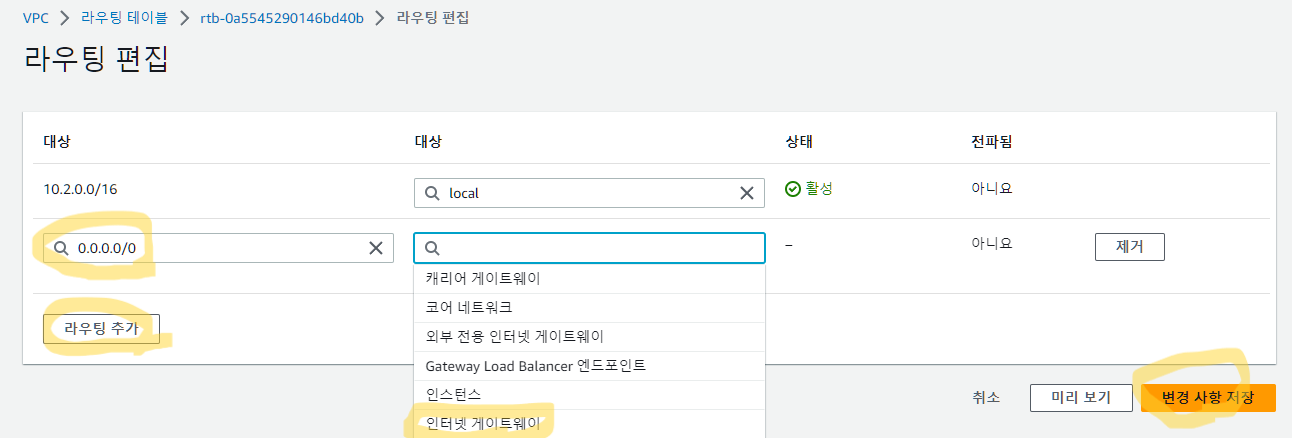 VPC > 라우팅 테이블 > rtb-0a5545290146bd40b > 라우팅 편집
라우팅 편집
대상 대상 상태 전파됨
10.2.0.0/16 local 활성 아니요
0.0.0.0/0 – 아니요 제거
캐리어 게이트웨이
코어 네트워크
외부 전용 인터넷 게이트웨이
라우팅 추가
Gateway Load Balancer 엔드포인트
인스턴스
인터넷 게이트웨이
취소 미리 보기 변경 사항 저장